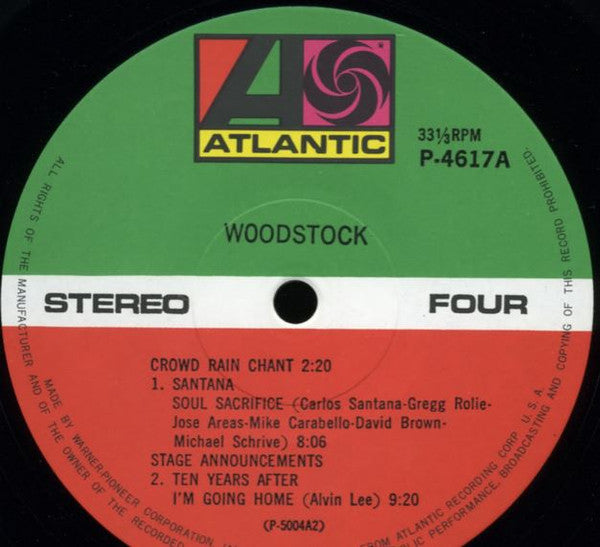 ATLANTIC
33⅓RPM
P-4617A
WOODSTOCK
STEREO
FOUR
CROWD RAIN CHANT 2:20
1. SANTANA
SOUL SACRIFICE (Carlos Santana-Gregg Rolie-
Jose Areas-Mike Carabello-David Brown-
Michael Schrive) 8:06
STAGE ANNOUNCEMENTS
2. TEN YEARS AFTER
I'M GOING HOME (Alvin Lee) 9:20
(P-5004A2)
ALL RIGHTS OF THE MANUFACTURER AND OF THE OWNER OF THE RECORDED
MADE BY WARNER-PIONEER CORPORATION
FROM ATLANTIC RECORDING CORP. U.S.A.
PUBLIC PERFORMANCE, BROADCASTING AND COPYING OF THIS RECORD PROHIBITED.